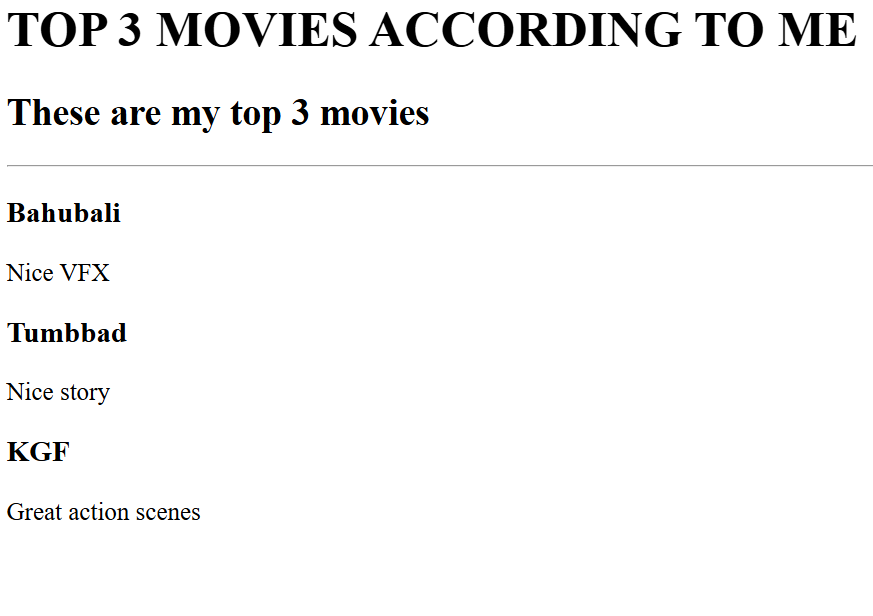 TOP 3 MOVIES ACCORDING TO ME
These are my top 3 movies
Bahubali
Nice VFX
Tumbbad
Nice story
KGF
Great action scenes